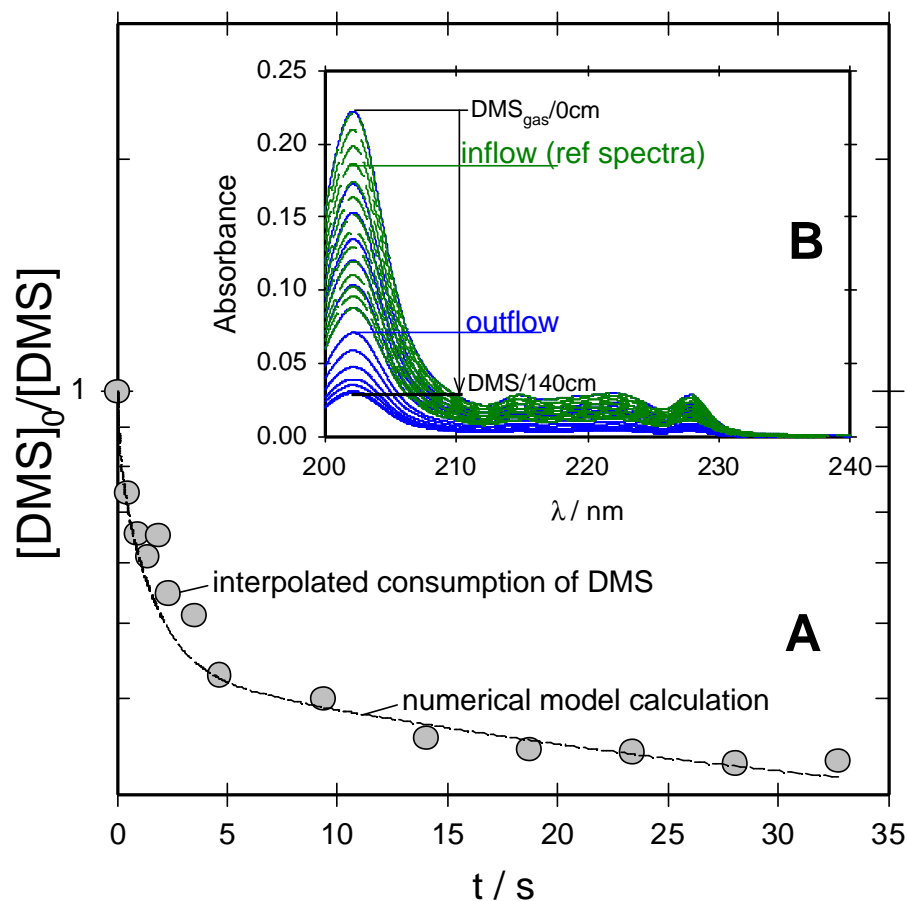 0.25
0.20
0.15
0.10
0.05
0.00
Absorbance
DMSgas/0cm
inflow (ref spectra)
B
outflow
DMS/140cm
200 210 220 230 240
λ / nm
[DMS]0/[DMS]
1
interpolated consumption of DMS
A
numerical model calculation
0 5 10 15 20 25 30 35
t / s